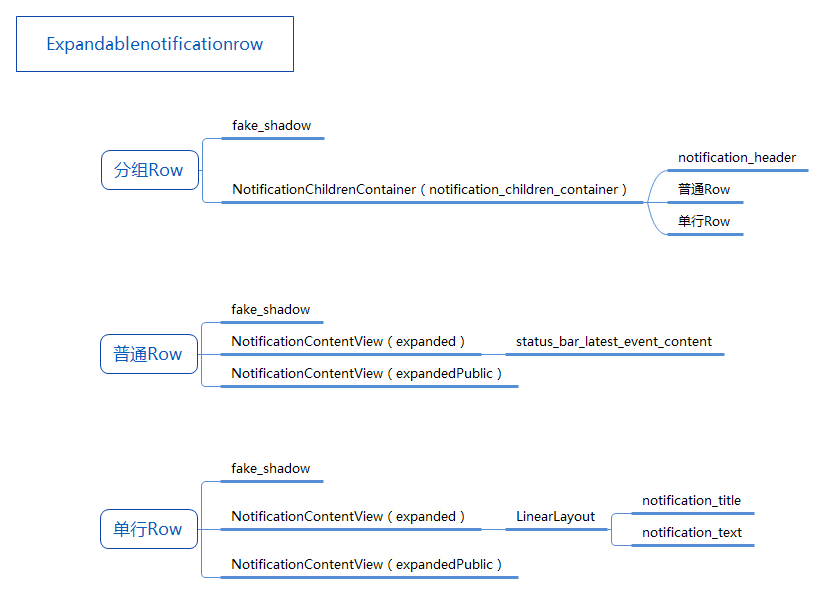 Expandablenotificationrow
分组Row
fake_shadow
NotificationChildrenContainer（notification_children_container）
notification_header
普通Row
单行Row
普通Row
fake_shadow
NotificationContentView（expanded）
status_bar_latest_event_content
NotificationContentView（expandedPublic）
单行Row
fake_shadow
NotificationContentView（expanded）
LinearLayout
notification_title
notification_text
NotificationContentView（expandedPublic）